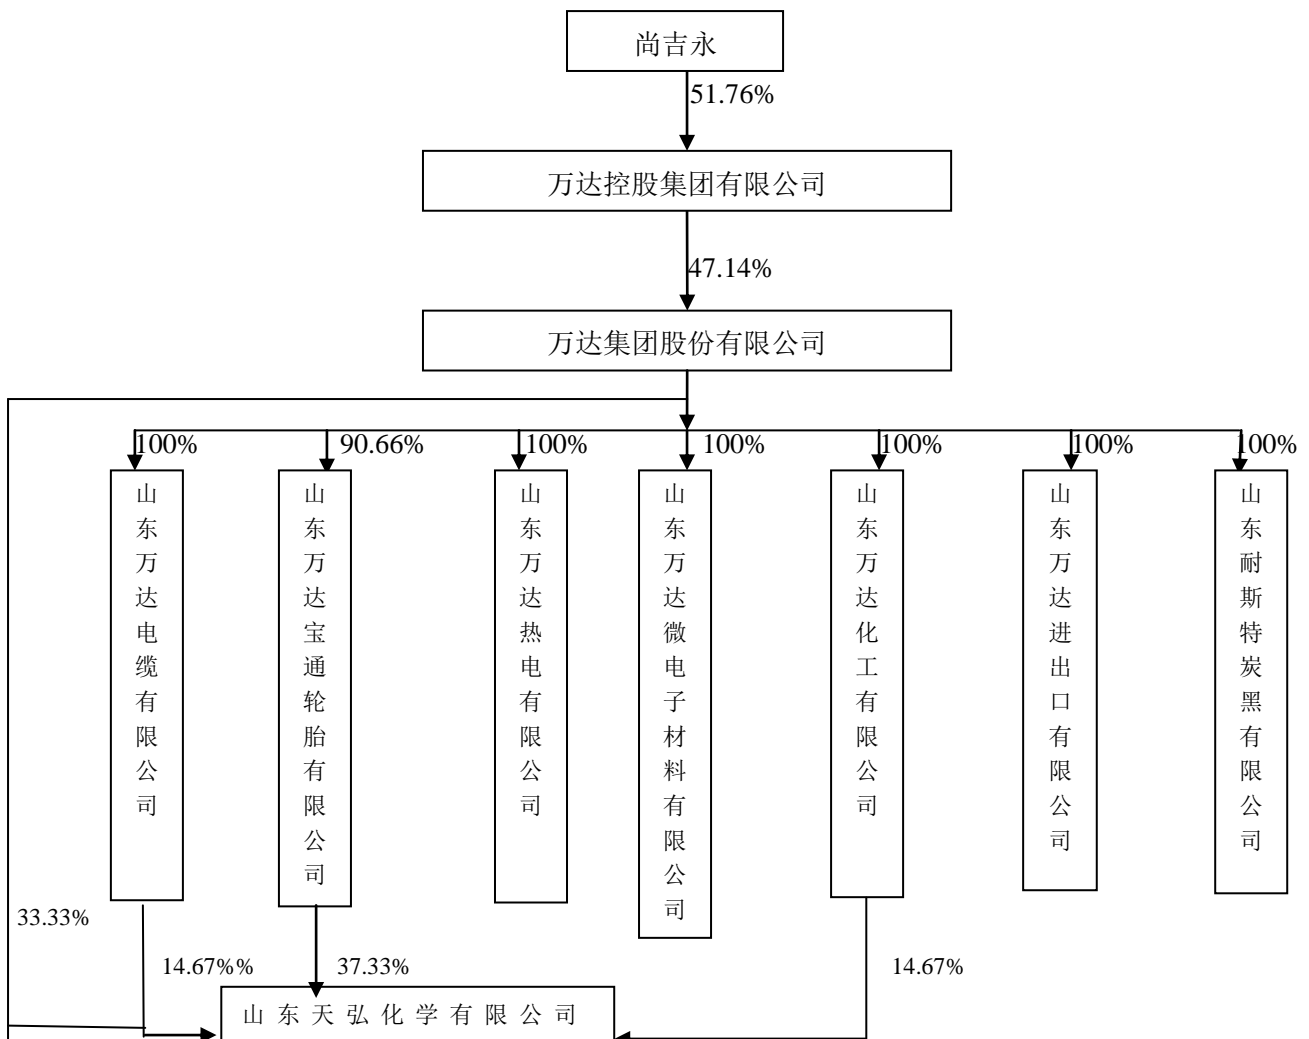 尚吉永
51.76%
万达控股集团有限公司
47.14%
万达集团股份有限公司
100%
90.66%
100%
100%
100%
100%
100%
山东万达电缆有限公司
山东万达宝通轮胎有限公司
山东万达热电有限公司
山东万达微电子材料有限公司
山东万达化工有限公司
山东万达进出口有限公司
山东耐斯特炭黑有限公司
33.33%
14.67%%
37.33%
14.67%
山东天弘化学有限公司